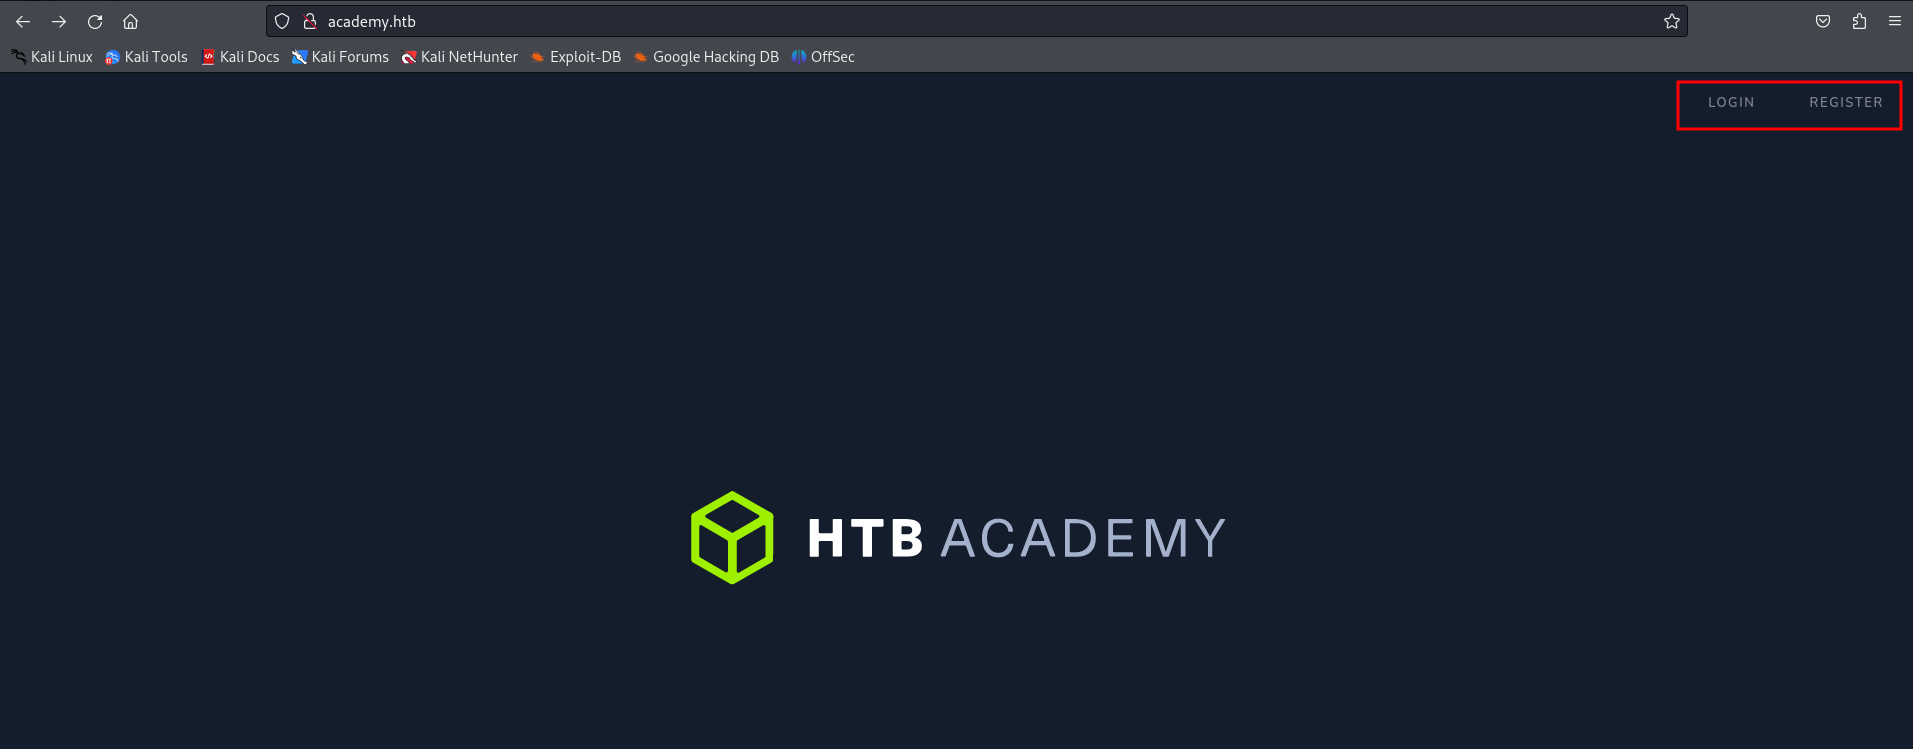 academy.htb
Kali Linux Kali Tools Kali Docs Kali Forums Kali NetHunter Exploit-DB Google Hacking DB OffSec
LOGIN REGISTER
HTB ACADEMY